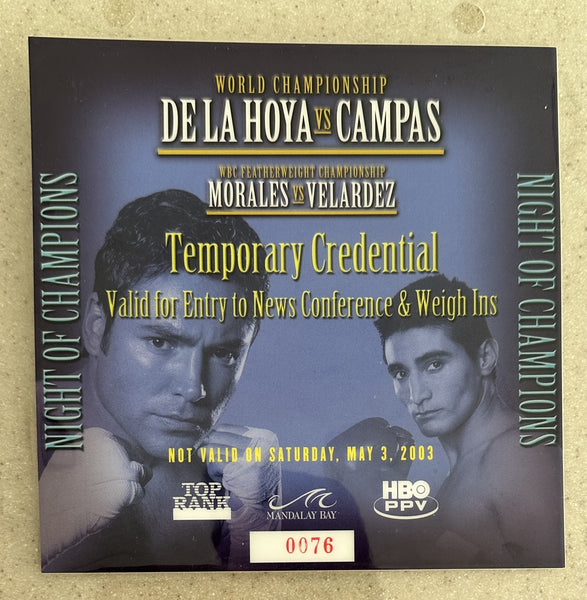 WORLD CHAMPIONSHIP
DE LA HOYA VS CAMPAS
WBC FEATHERWEIGHT CHAMPIONSHIP
MORALES VS VELARDEZ
NIGHT OF CHAMPIONS
NIGHT OF CHAMPIONS
Temporary Credential
Valid for Entry to News Conference & Weigh Ins
NOT VALID ON SATURDAY, MAY 3, 2003
TOP
RANK
MANDALAY BAY
HBO
PPV
0076